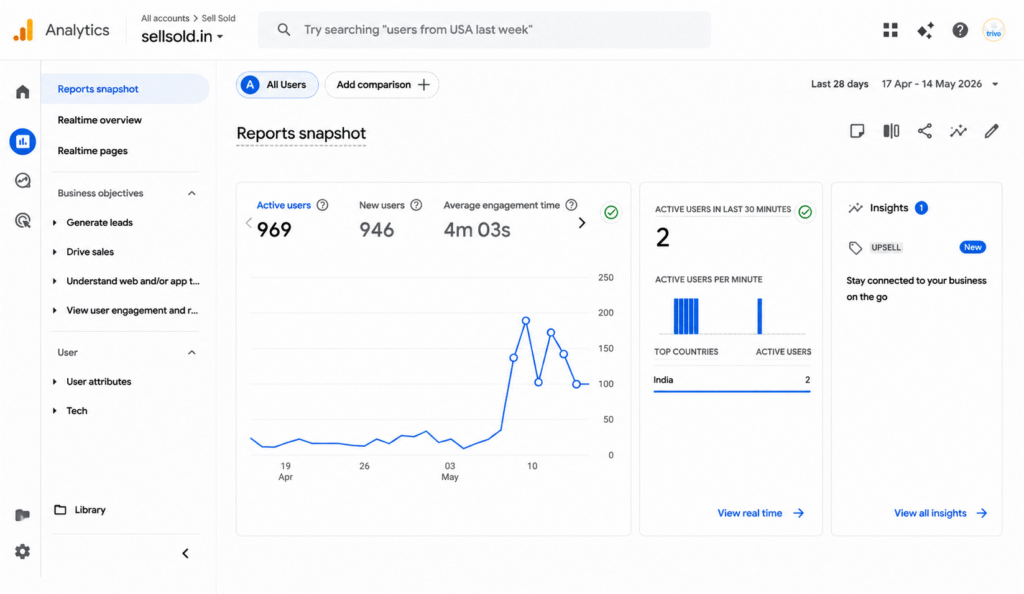 Analytics
All accounts > Sell Sold
sellsold.in
Try searching "users from USA last week"
trivo
Reports snapshot
Realtime overview
Realtime pages
Business objectives
Generate leads
Drive sales
Understand web and/or app t...
View user engagement and r...
User
User attributes
Tech
Library
A All Users
Add comparison +
Last 28 days 17 Apr - 14 May 2026
Reports snapshot
Active users
969
New users
946
Average engagement time
4m 03s
250
200
150
100
50
0
19
Apr
26
03
May
10
ACTIVE USERS IN LAST 30 MINUTES
2
ACTIVE USERS PER MINUTE
TOP COUNTRIES ACTIVE USERS
India 2
View real time
Insights 1
UPSELL New
Stay connected to your business
on the go
View all insights